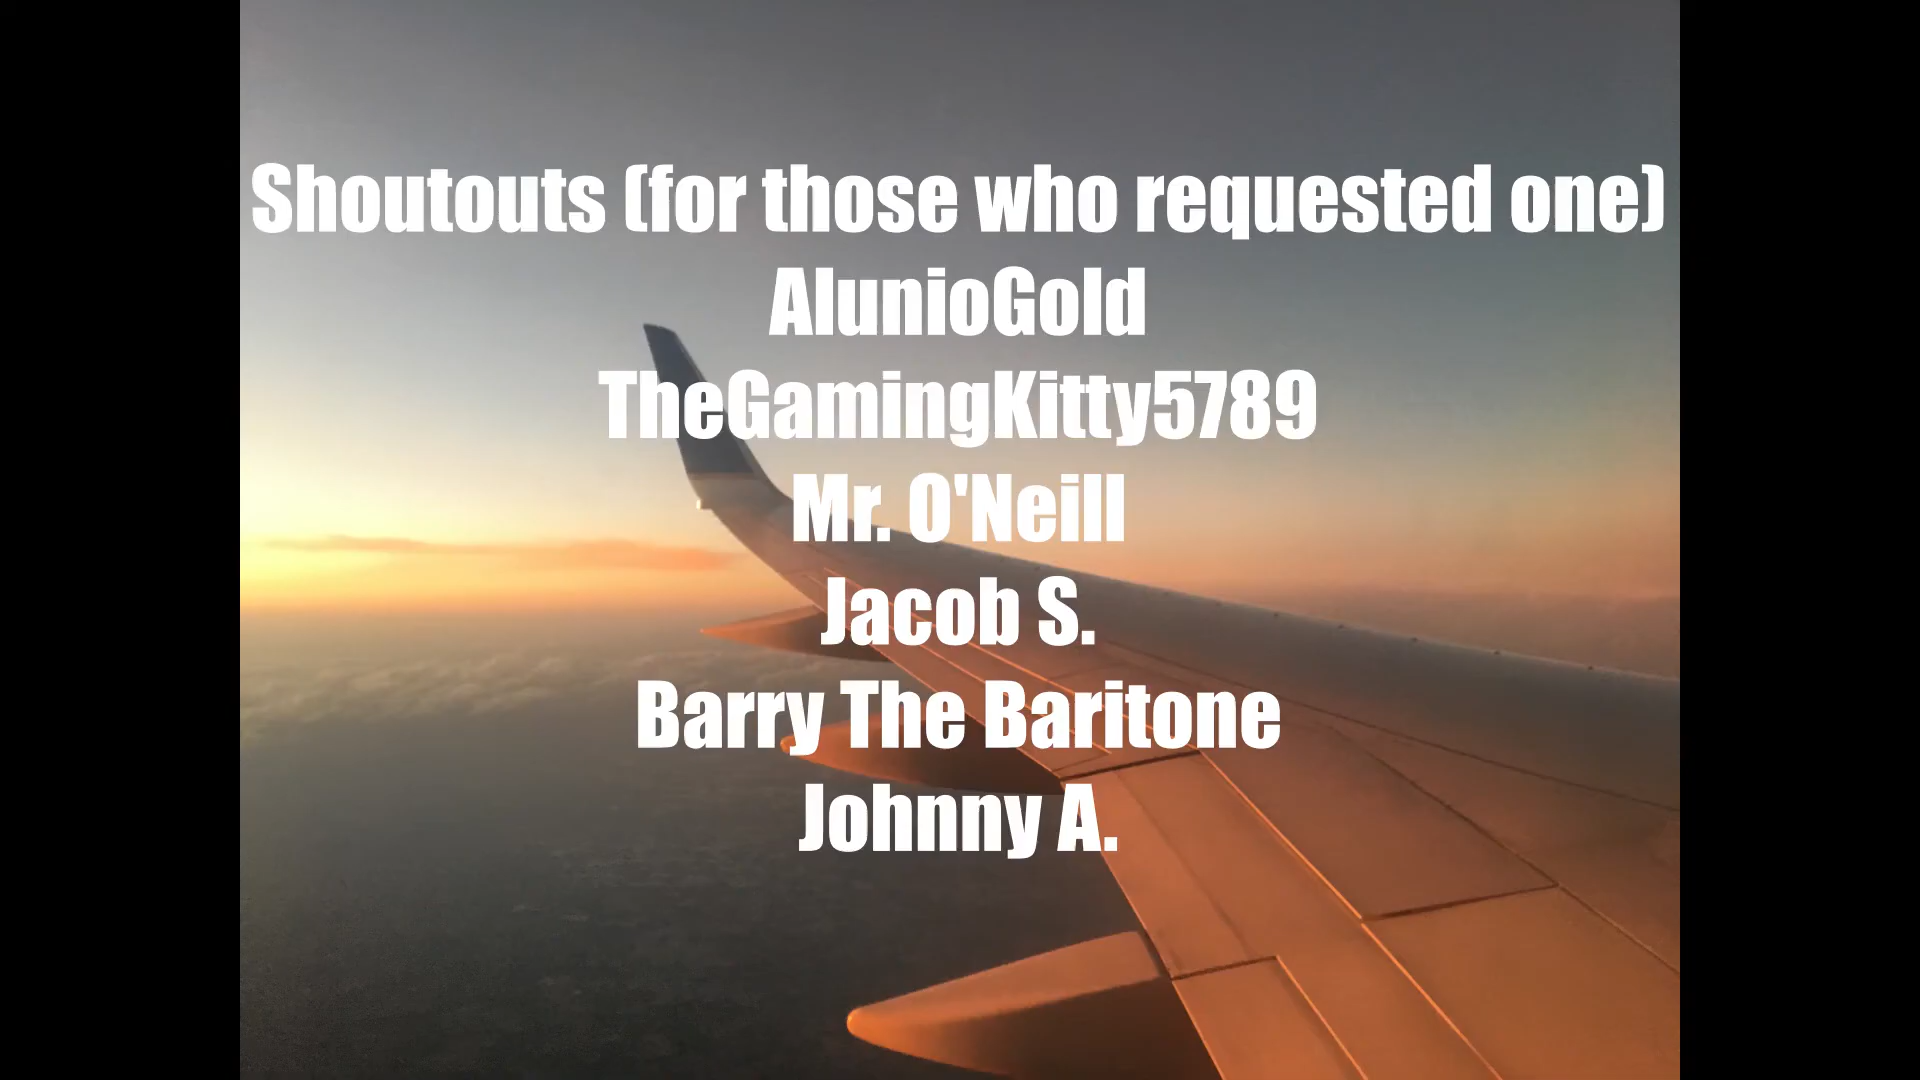 Shoutouts (for those who requested one)
AlunioGold
TheGamingKitty5789
Mr. O'Neill
Jacob S.
Barry The Baritone
Johnny A.